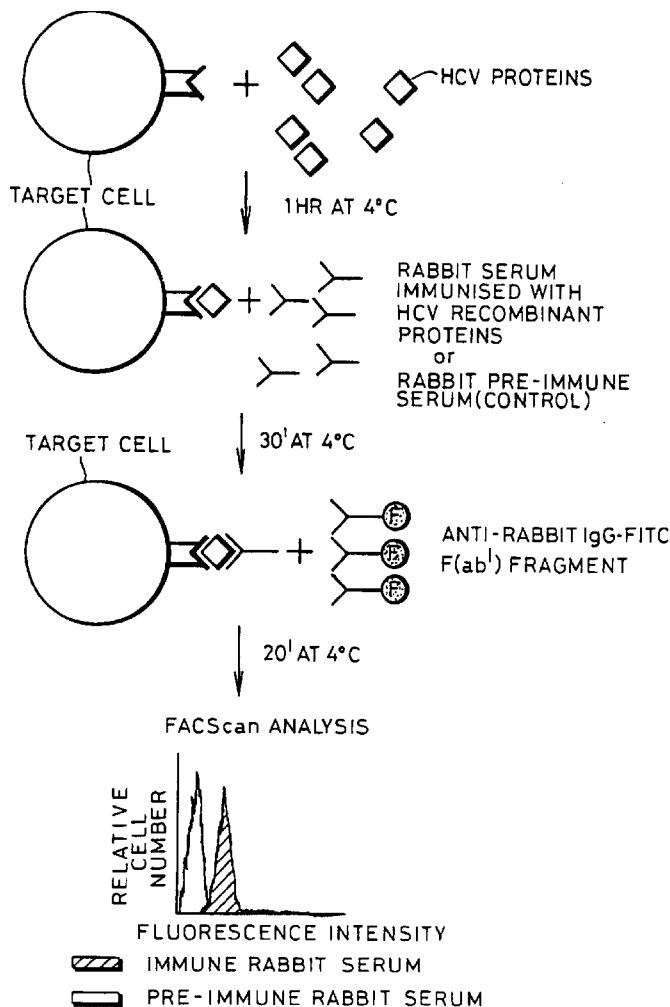 HCV PROTEINS
TARGET CELL
1HR AT 4°C
RABBIT SERUM
IMMUNISED WITH
HCV RECOMBINANT
PROTEINS
or
RABBIT PRE-IMMUNE
SERUM(CONTROL)
30' AT 4°C
TARGET CELL
F
F
F
ANTI-RABBIT IgG-FITC
F(ab') FRAGMENT
20' AT 4°C
FACScan ANALYSIS
RELATIVE
CELL
NUMBER
FLUORESCENCE INTENSITY
IMMUNE RABBIT SERUM
PRE-IMMUNE RABBIT SERUM